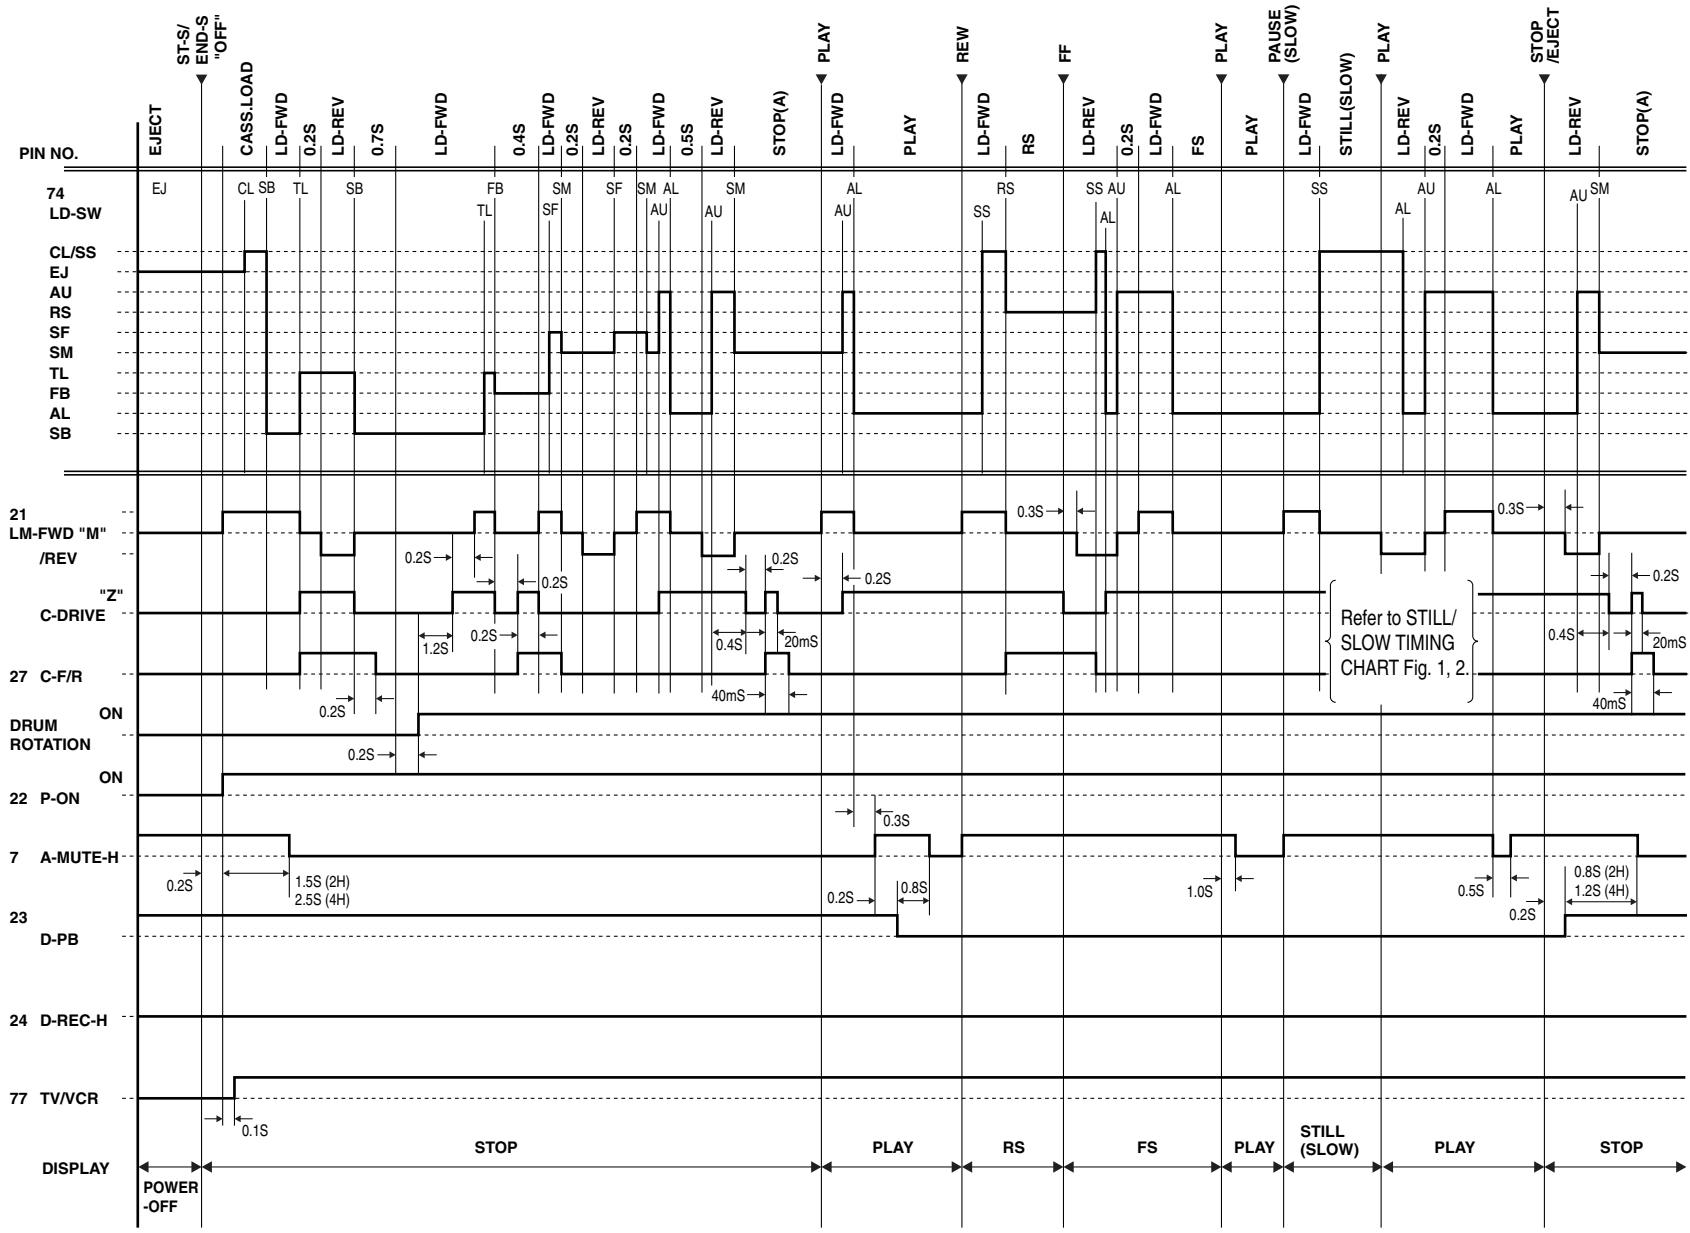 ST-S/
END-S
"OFF"
PLAY
REW
FF
PLAY
PAUSE
(SLOW)
PLAY
STOP
/EJECT
PIN NO.
EJECT
CASS.LOAD
LD-FWD
0.2S
LD-REV
0.7S
LD-FWD
0.4S
LD-FWD
0.2S
LD-REV
0.2S
LD-FWD
0.5S
LD-REV
STOP(A)
LD-FWD
PLAY
LD-FWD
RS
LD-REV
0.2S
LD-FWD
FS
PLAY
LD-FWD
STILL(SLOW)
LD-REV
0.2S
LD-FWD
PLAY
LD-REV
STOP(A)
74
LD-SW
EJ CL SB TL SB FB SM SF SM AL SM AL RS SS AU AL SS AU AL AU SM
TL SF AU AU AU SS AL AL
CL/SS
EJ
AU
RS
SF
SM
TL
FB
AL
SB
21
LM-FWD "M"
/REV
0.3S 0.3S
0.2S 0.2S
0.2S 0.2S 0.2S
"Z"
C-DRIVE
1.2S 0.2S 0.4S 20mS 0.4S 20mS
Refer to STILL/
SLOW TIMING
CHART Fig. 1, 2.
27 C-F/R
0.2S 40mS 40mS
DRUM
ROTATION
ON
0.2S
ON
22 P-ON
0.3S
7 A-MUTE-H
0.2S
1.5S (2H)
2.5S (4H)
0.2S 0.8S
1.0S
0.5S
0.2S
0.8S (2H)
1.2S (4H)
23
D-PB
24 D-REC-H
77 TV/VCR
0.1S
DISPLAY
POWER
-OFF
STOP
PLAY
RS
FS
PLAY
STILL
(SLOW)
PLAY
STOP